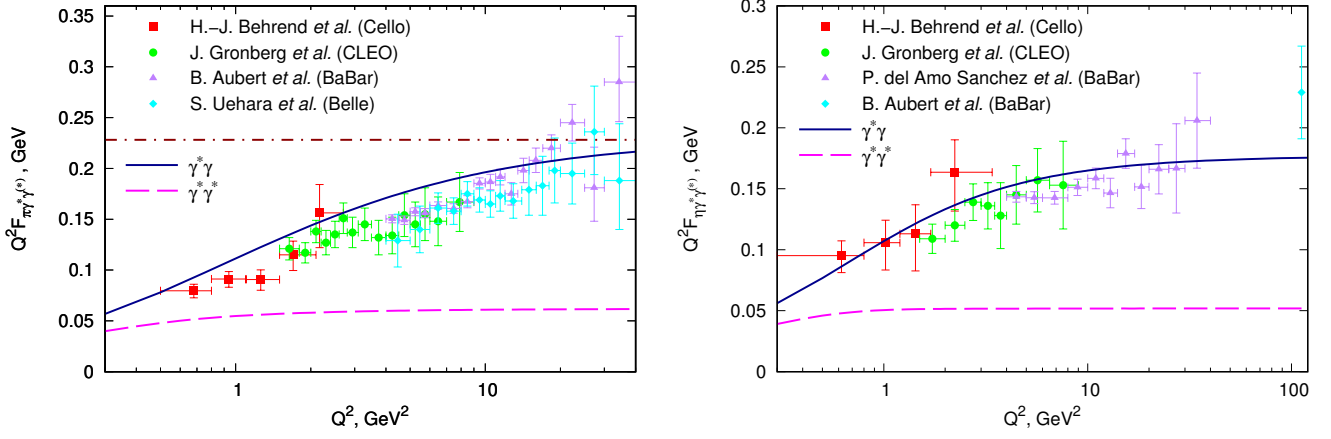 0.35
0.3
0.25
0.2
0.15
0.1
0.05
0
1
10
Q², GeV²
Q²F_πγ*γ(*), GeV
H.-J. Behrend et al. (Cello)
J. Gronberg et al. (CLEO)
B. Aubert et al. (BaBar)
S. Uehara et al. (Belle)
γ*γ
γ*γ*
0.3
0.25
0.2
0.15
0.1
0.05
0
1
10
100
Q², GeV²
Q²F_ηγ*γ(*), GeV
H.-J. Behrend et al. (Cello)
J. Gronberg et al. (CLEO)
P. del Amo Sanchez et al. (BaBar)
B. Aubert et al. (BaBar)
γ*γ
γ*γ*